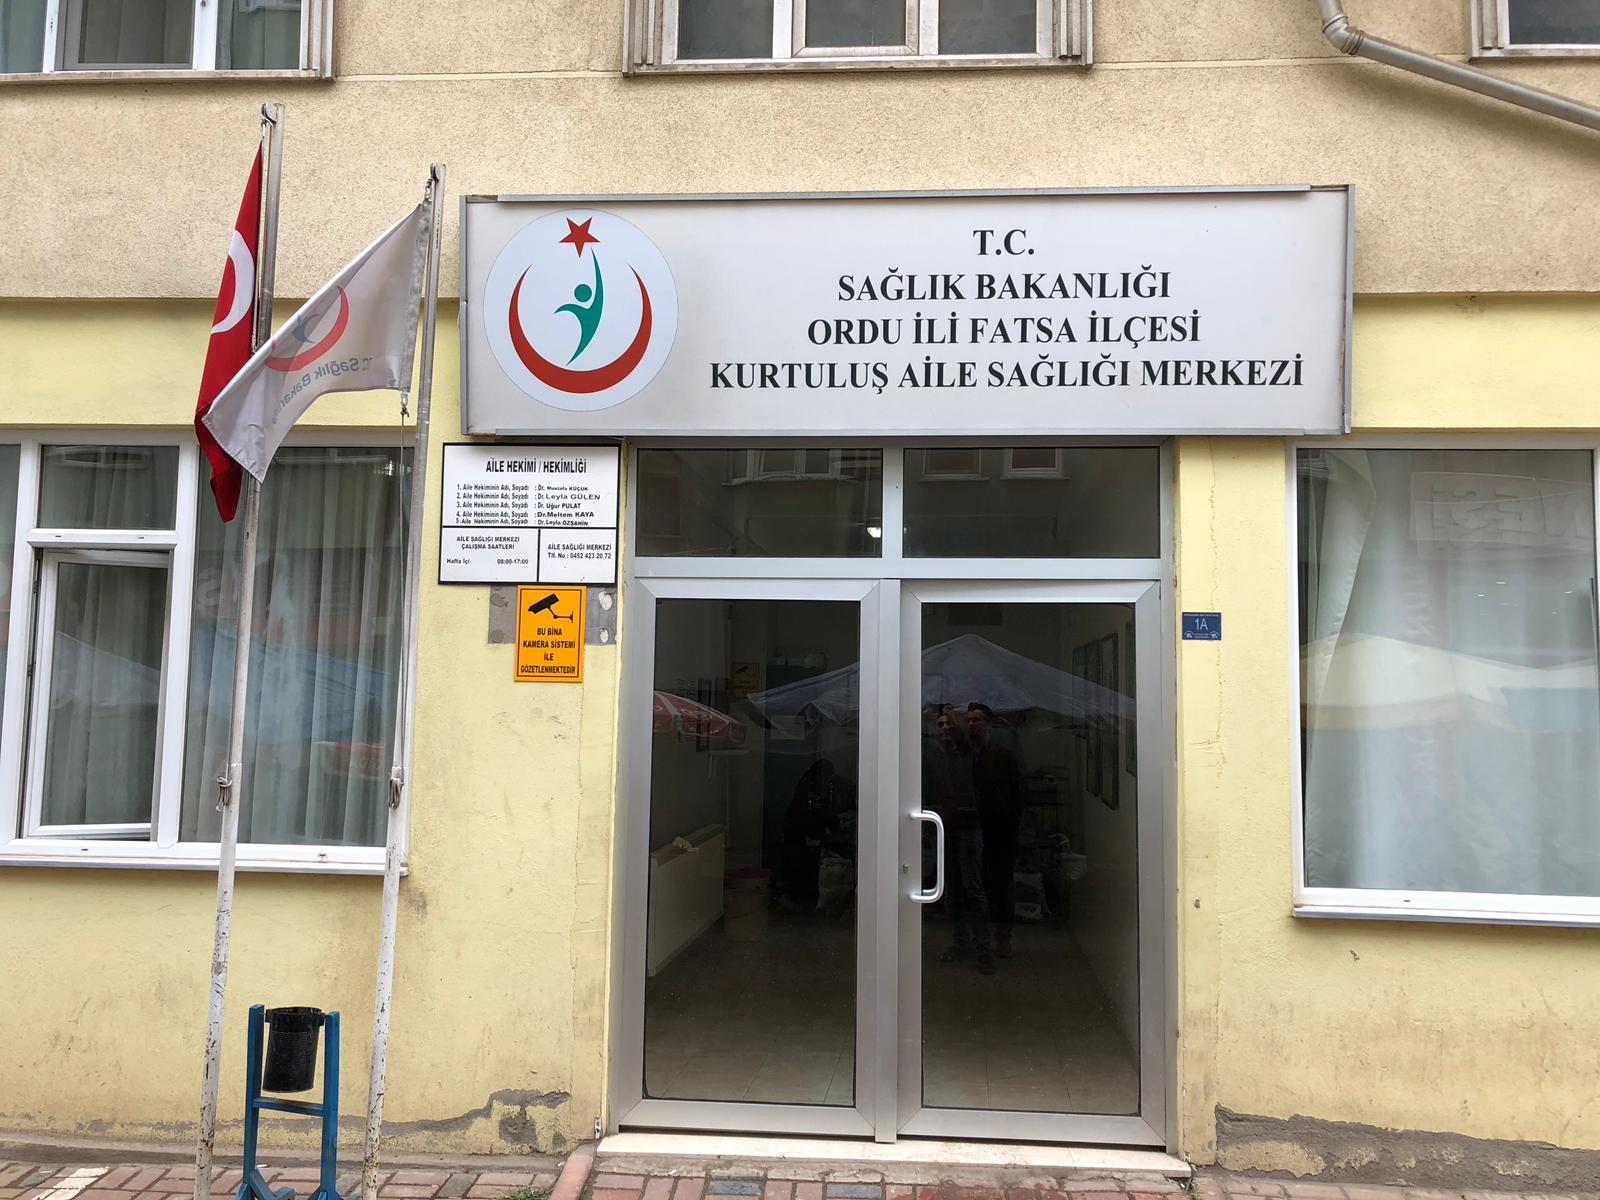 T.C.
SAĞLIK BAKANLIĞI
ORDU İLİ FATSA İLÇESİ
KURTULUŞ AİLE SAĞLIĞI MERKEZİ
T.C. Sağlık Bakan
AİLE HEKİMİ / HEKİMLİĞİ
1. Aile Hekiminin Adı, Soyadı : Dr. Mustafa KÜÇÜK
2. Aile Hekiminin Adı, Soyadı : Dr. Leyla GÜLEN
3. Aile Hekiminin Adı, Soyadı : Dr. Uğur PULAT
4. Aile Hekiminin Adı, Soyadı : Dr. Meltem KAYA
5. Aile Hekiminin Adı, Soyadı : Dr. Leyla ÖZŞAHİN
AİLE SAĞLIĞI MERKEZİ
ÇALIŞMA SAATLERİ
Hafta İçi 08:00-17:00
AİLE SAĞLIĞI MERKEZİ
Tlf. No : 0452 423 20 72
BU BİNA
KAMERA SİSTEMİ
İLE
GÖZETLENMEKTEDİR
1A